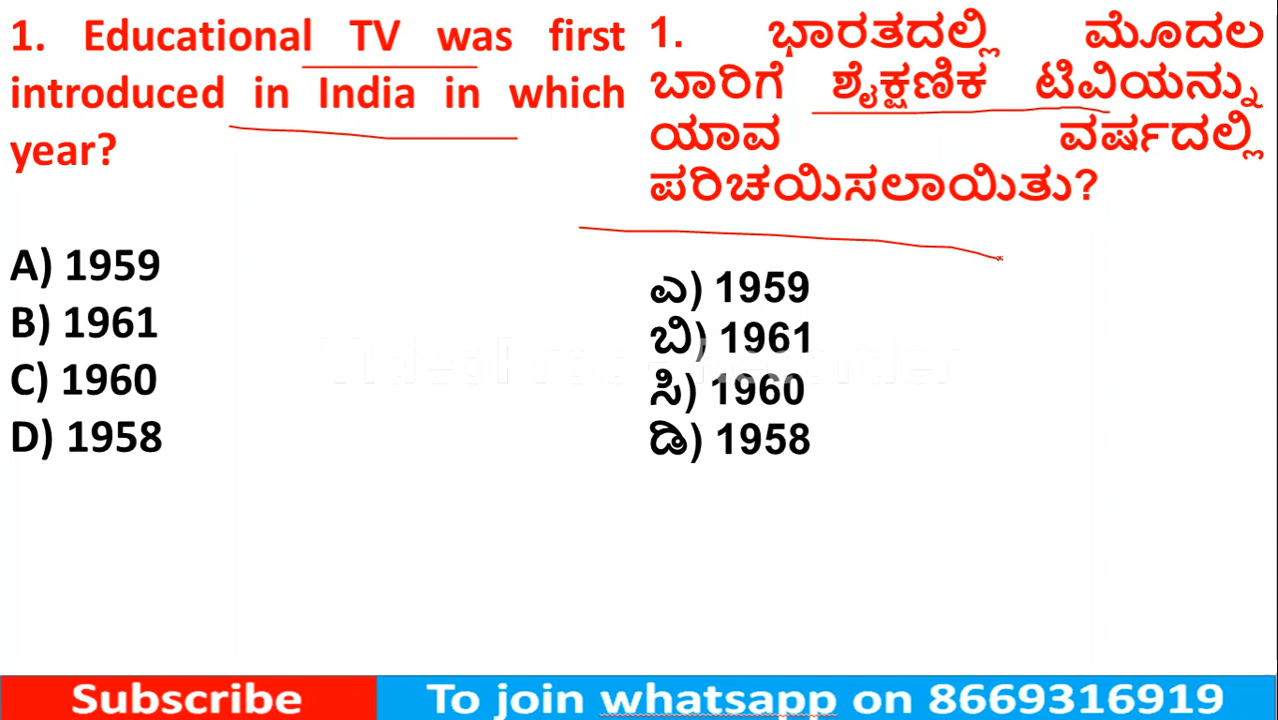 1. Educational TV was first
introduced in India in which
year?
A) 1959
B) 1961
C) 1960
D) 1958
1. ಭಾರತದಲ್ಲಿ ಮೊದಲ
ಬಾರಿಗೆ ಶೈಕ್ಷಣಿಕ ಟಿವಿಯನ್ನು
ಯಾವ ವರ್ಷದಲ್ಲಿ
ಪರಿಚಯಿಸಲಾಯಿತು?
ಎ) 1959
ಬಿ) 1961
ಸಿ) 1960
ಡಿ) 1958
Subscribe
To join whatsapp on 8669316919